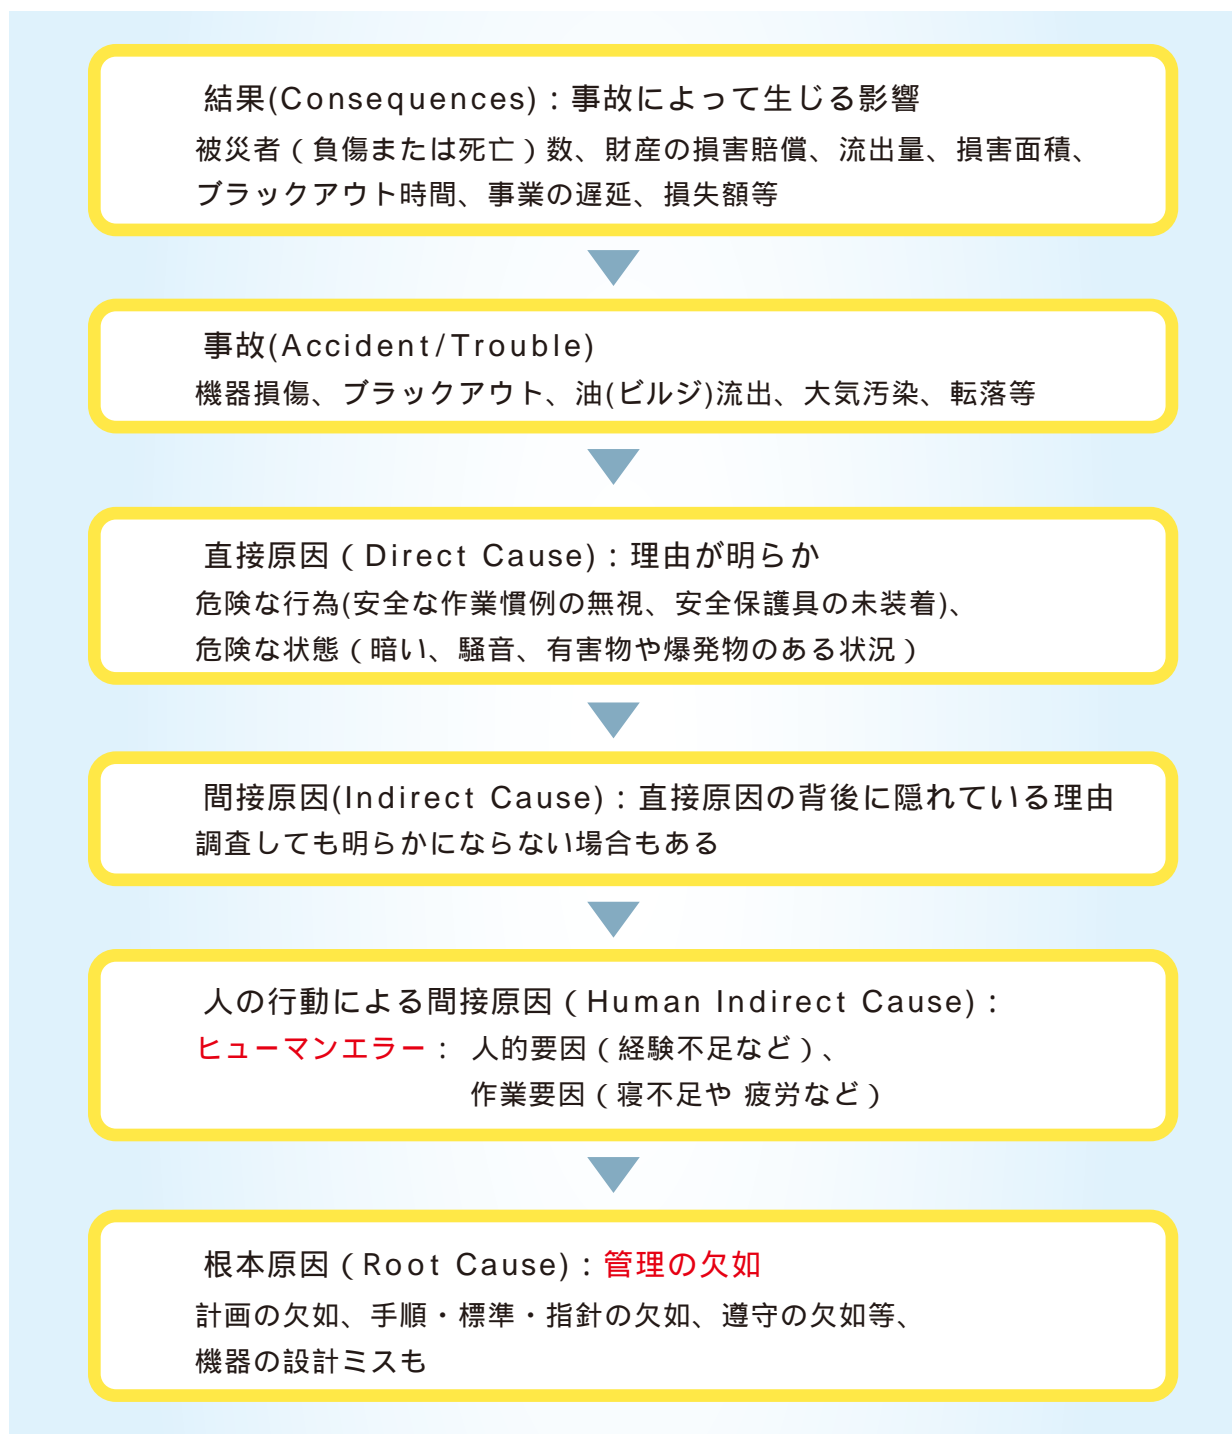 結果(Consequences)：事故によって生じる影響
被災者（負傷または死亡）数、財産の損害賠償、流出量、損害面積、
ブラックアウト時間、事業の遅延、損失額等
事故(Accident/Trouble)
機器損傷、ブラックアウト、油(ビルジ)流出、大気汚染、転落等
直接原因（Direct Cause)：理由が明らか
危険な行為(安全な作業慣例の無視、安全保護具の未装着)、
危険な状態（暗い、騒音、有害物や爆発物のある状況）
間接原因(Indirect Cause)：直接原因の背後に隠れている理由
調査しても明らかにならない場合もある
人の行動による間接原因（Human Indirect Cause)：
ヒューマンエラー： 人的要因（経験不足など）、
作業要因（寝不足や 疲労など）
根本原因（Root Cause)：管理の欠如
計画の欠如、手順・標準・指針の欠如、遵守の欠如等、
機器の設計ミスも